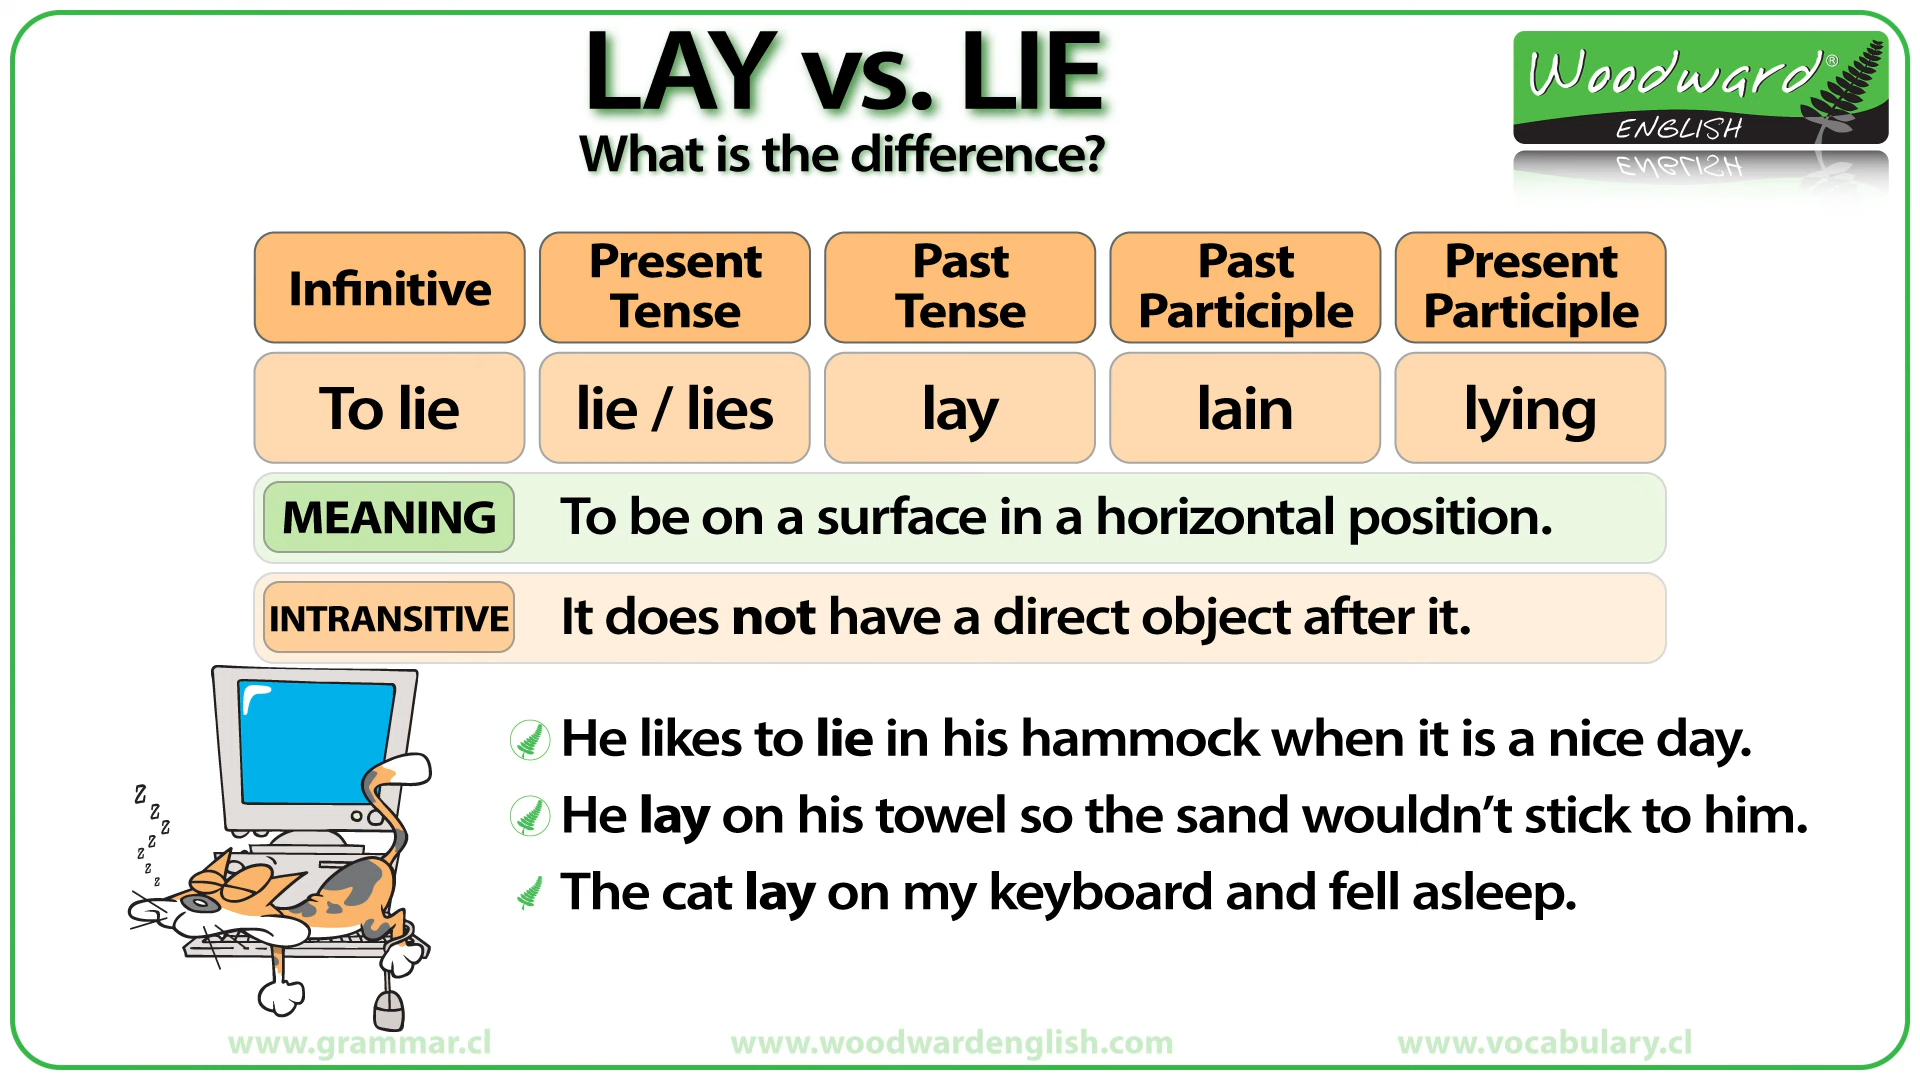 LAY vs. LIE
What is the difference?
Woodward®
ENGLISH
Infinitive
Present Tense
Past Tense
Past Participle
Present Participle
To lie
lie / lies
lay
lain
lying
MEANING To be on a surface in a horizontal position.
INTRANSITIVE It does not have a direct object after it.
He likes to lie in his hammock when it is a nice day.
He lay on his towel so the sand wouldn’t stick to him.
The cat lay on my keyboard and fell asleep.
Z
Z
Z
Z
Z
Z
Z
www.grammar.cl www.woodwardenglish.com www.vocabulary.cl